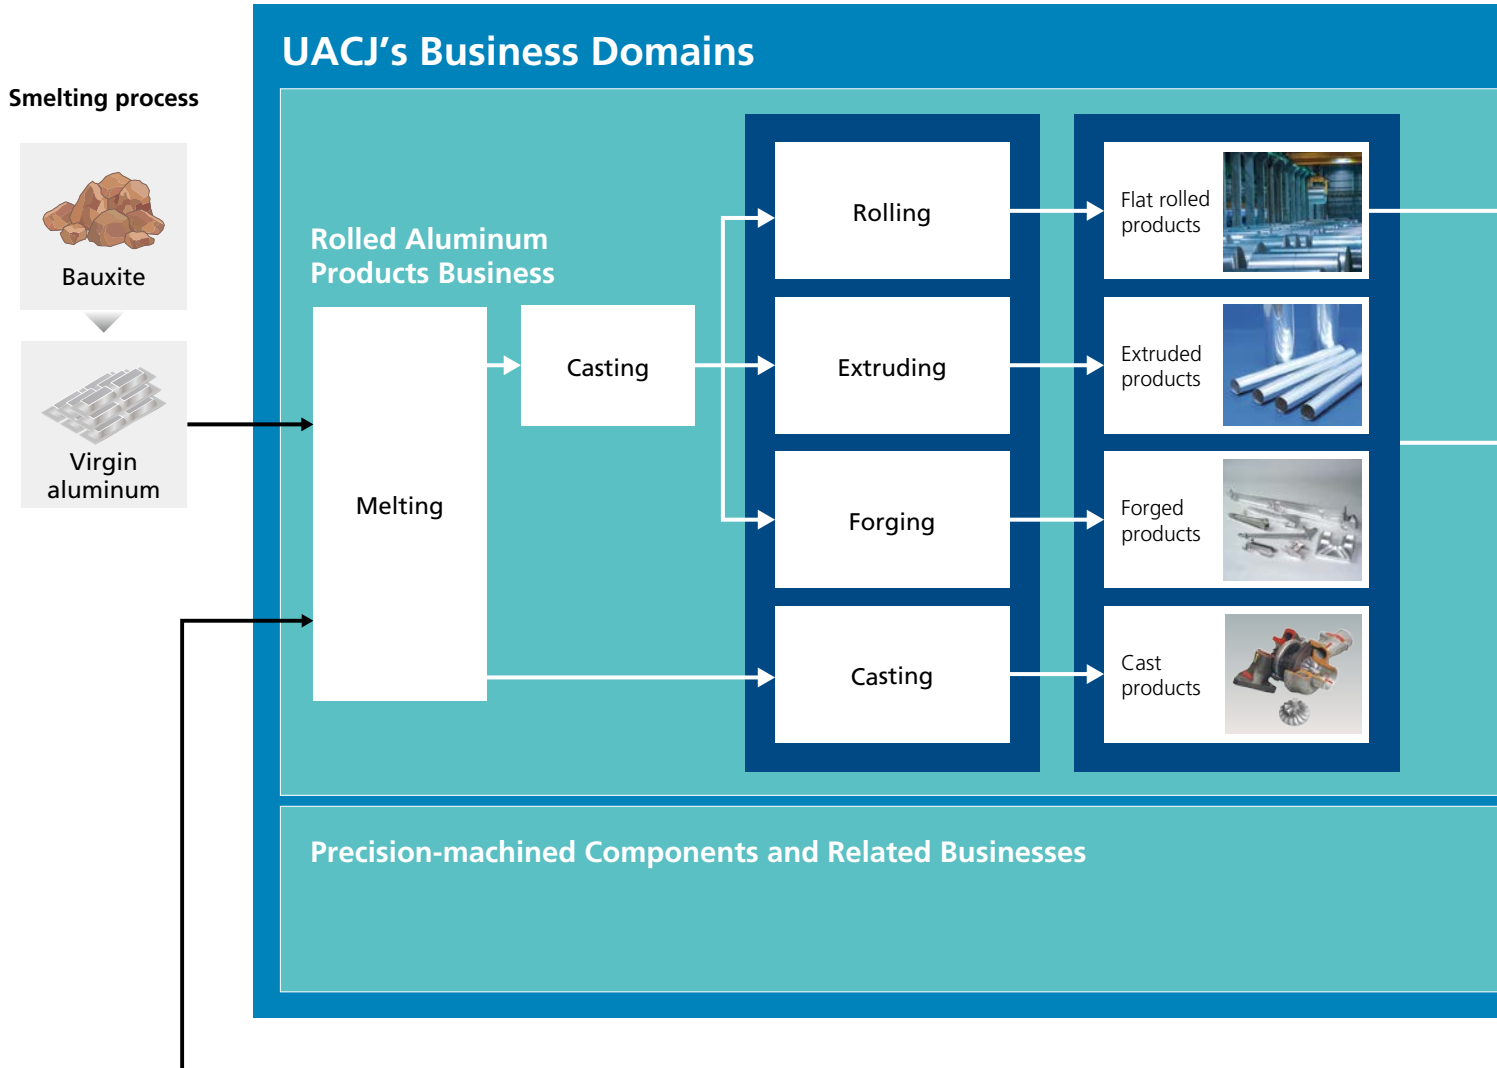 UACJ's Business Domains
Smelting process
Bauxite
Virgin
aluminum
Rolled Aluminum
Products Business
Melting
Casting
Rolling
Extruding
Forging
Casting
Flat rolled
products
Extruded
products
Forged
products
Cast
products
Precision-machined Components and Related Businesses